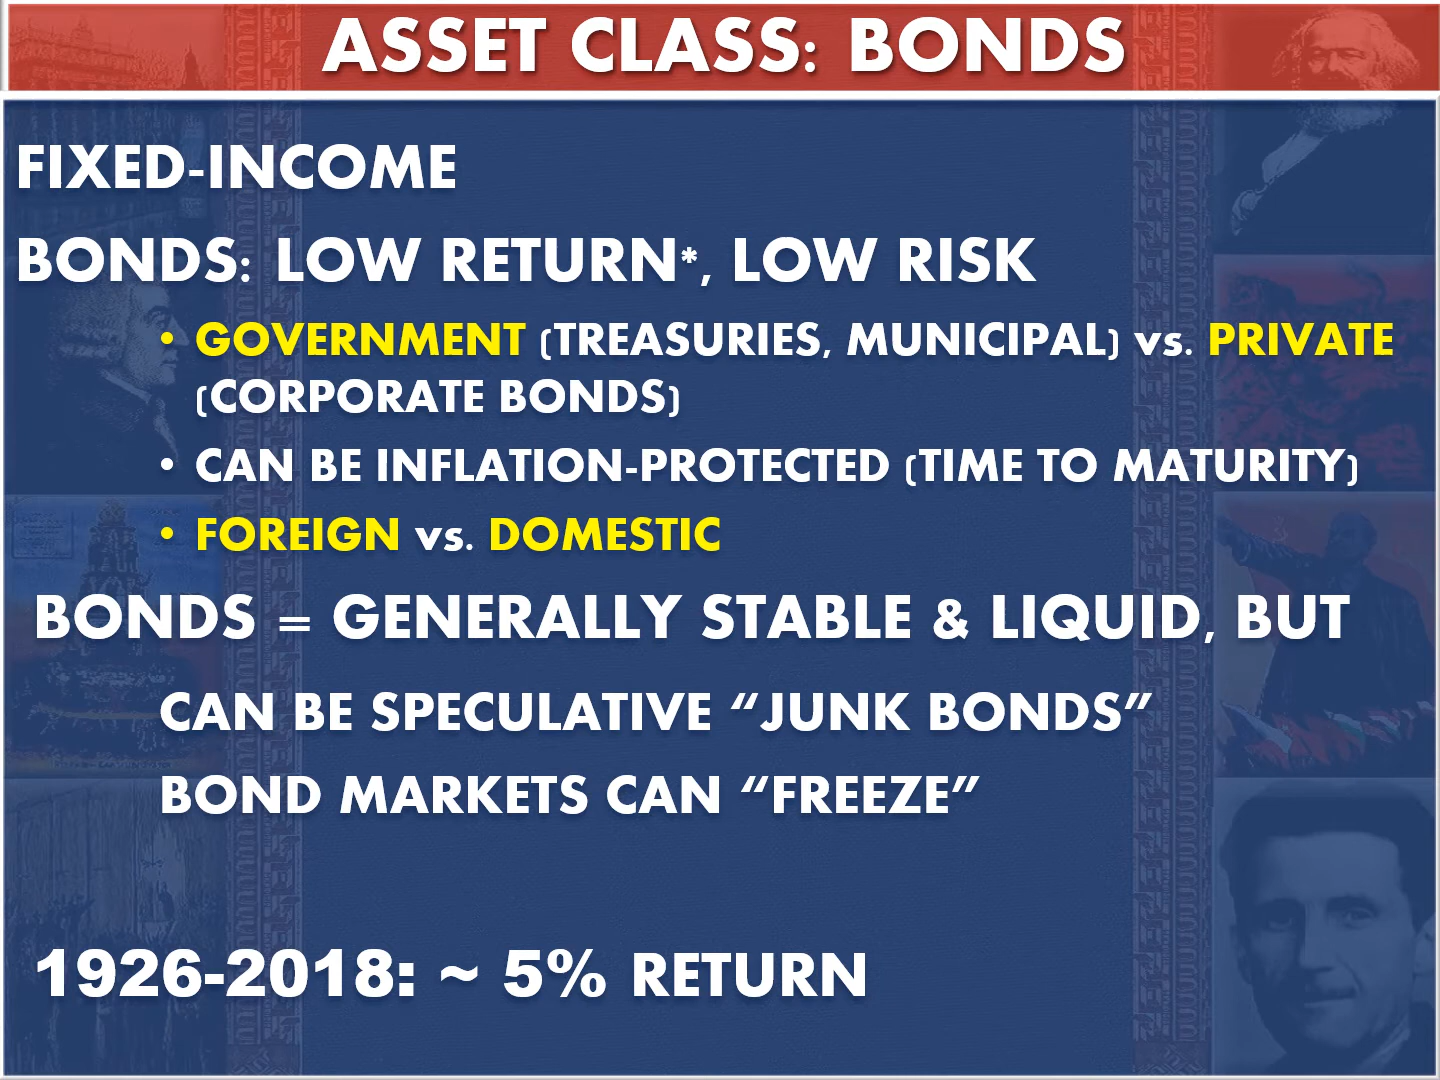 ASSET CLASS: BONDS
FIXED-INCOME
BONDS: LOW RETURN*, LOW RISK
• GOVERNMENT (TREASURIES, MUNICIPAL) vs. PRIVATE
(CORPORATE BONDS)
• CAN BE INFLATION-PROTECTED (TIME TO MATURITY)
• FOREIGN vs. DOMESTIC
BONDS = GENERALLY STABLE & LIQUID, BUT
CAN BE SPECULATIVE “JUNK BONDS”
BOND MARKETS CAN “FREEZE”
1926-2018: ~ 5% RETURN